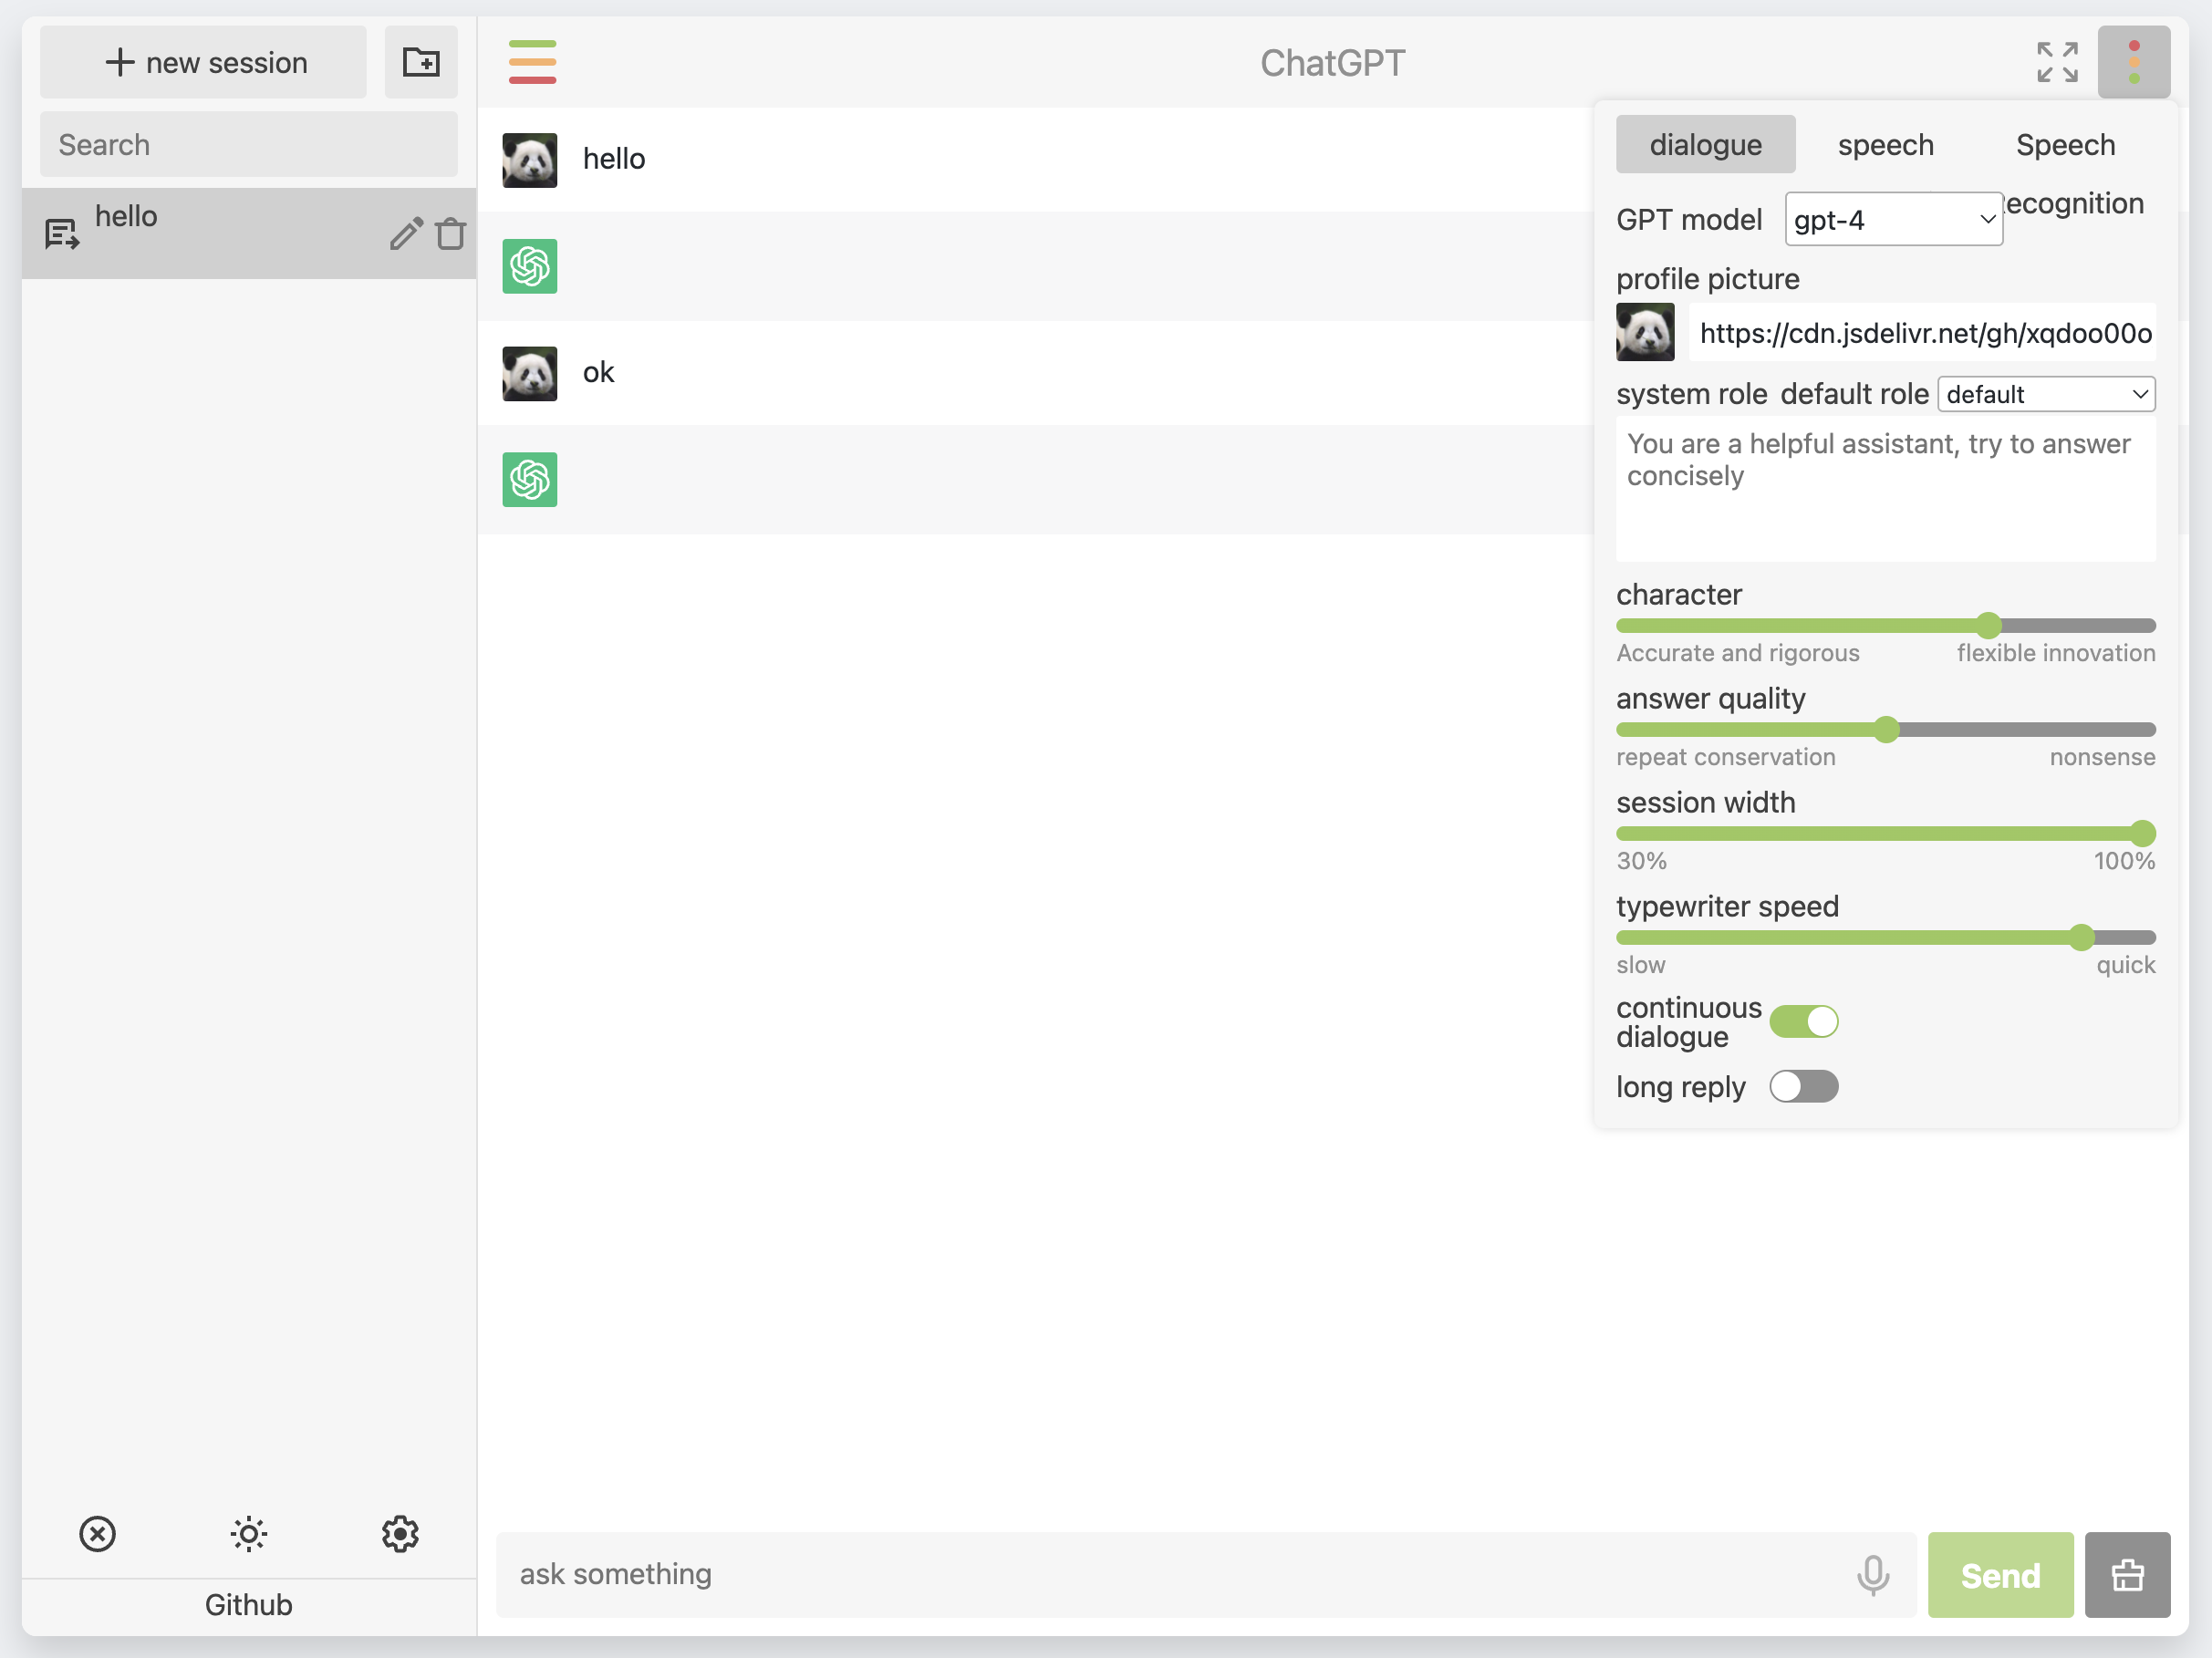 new session
Search
hello
Github
ChatGPT
hello
ok
ask something
Send
dialogue
speech
Speech
recognition
GPT model
gpt-4
profile picture
https://cdn.jsdelivr.net/gh/xqdoo00o
system role default role default
You are a helpful assistant, try to answer
concisely
character
Accurate and rigorous
flexible innovation
answer quality
repeat conservation
nonsense
session width
30%
100%
typewriter speed
slow
quick
continuous
dialogue
long reply